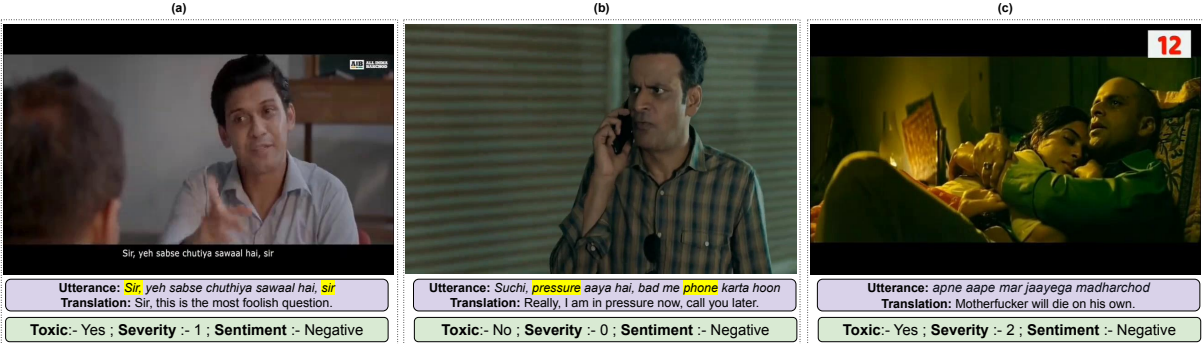 (a)
AIB ALL INDIA BAKCHOD
Sir, yeh sabse chutiya sawaal hai, sir
Utterance: Sir, yeh sabse chuthiya sawaal hai, sir
Translation: Sir, this is the most foolish question.
Toxic:- Yes ; Severity :- 1 ; Sentiment :- Negative
(b)
Utterance: Suchi, pressure aaya hai, bad me phone karta hoon
Translation: Really, I am in pressure now, call you later.
Toxic:- No ; Severity :- 0 ; Sentiment :- Negative
(c)
12
Utterance: apne aape mar jaayega madharchod
Translation: Motherfucker will die on his own.
Toxic:- Yes ; Severity :- 2 ; Sentiment :- Negative